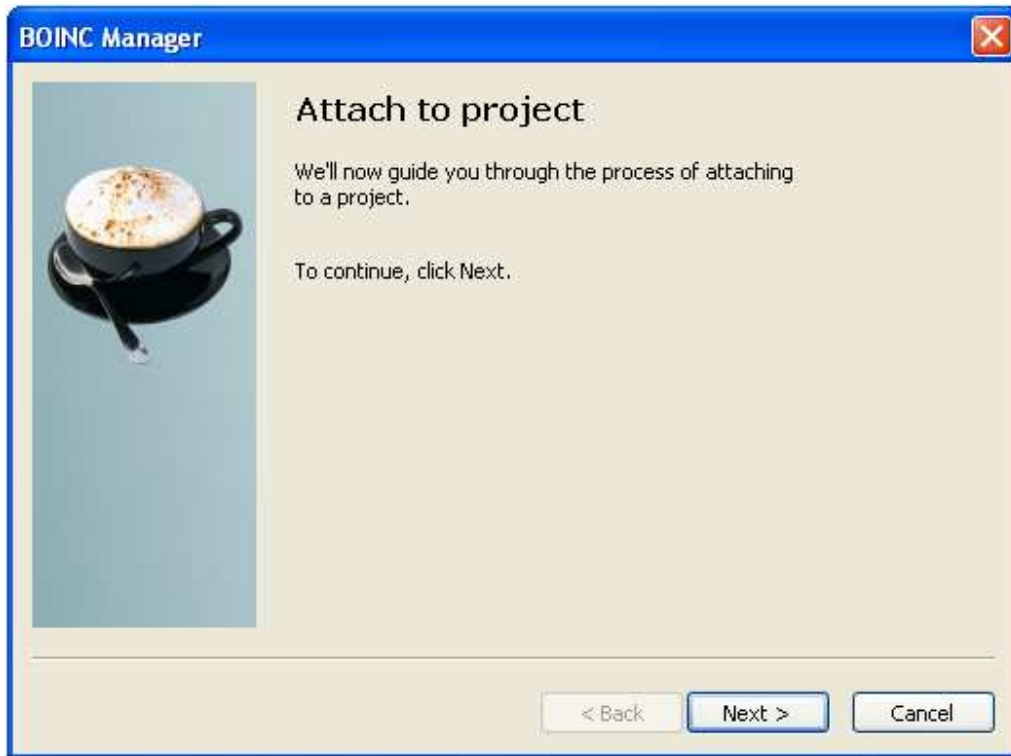 BOINC Manager
Attach to project
We'll now guide you through the process of attaching
to a project.
To continue, click Next.
< Back
Next >
Cancel